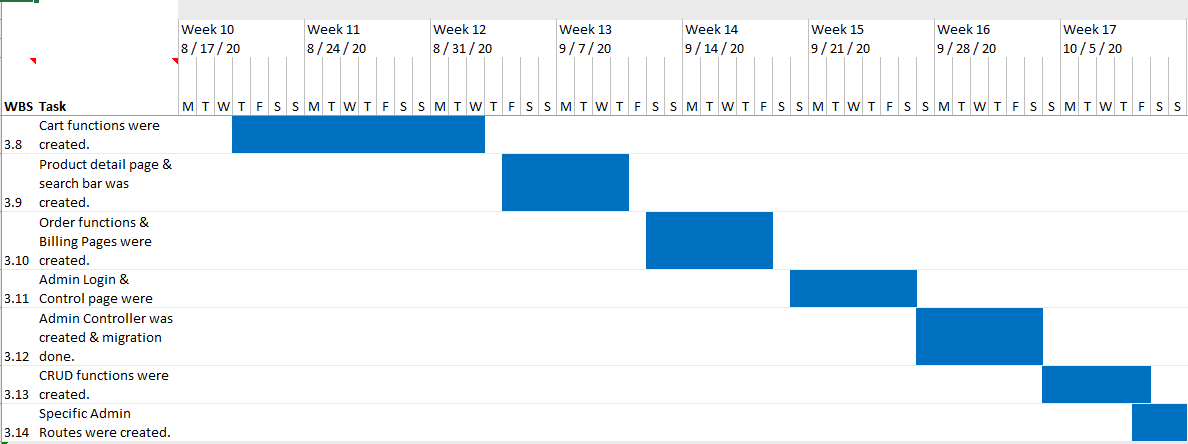 Week 10 Week 11 Week 12 Week 13 Week 14 Week 15 Week 16 Week 17
8 / 17 / 20 8 / 24 / 20 8 / 31 / 20 9 / 7 / 20 9 / 14 / 20 9 / 21 / 20 9 / 28 / 20 10 / 5 / 20
WBS Task M T W T F S S M T W T F S S M T W T F S S M T W T F S S M T W T F S S M T W T F S S M T W T F S S M T W T F S S
Cart functions were
3.8 created.
Product detail page &
search bar was
3.9 created.
Order functions &
Billing Pages were
3.10 created.
Admin Login &
3.11 Control page were
Admin Controller was
created & migration
3.12 done.
CRUD functions were
3.13 created.
Specific Admin
3.14 Routes were created.